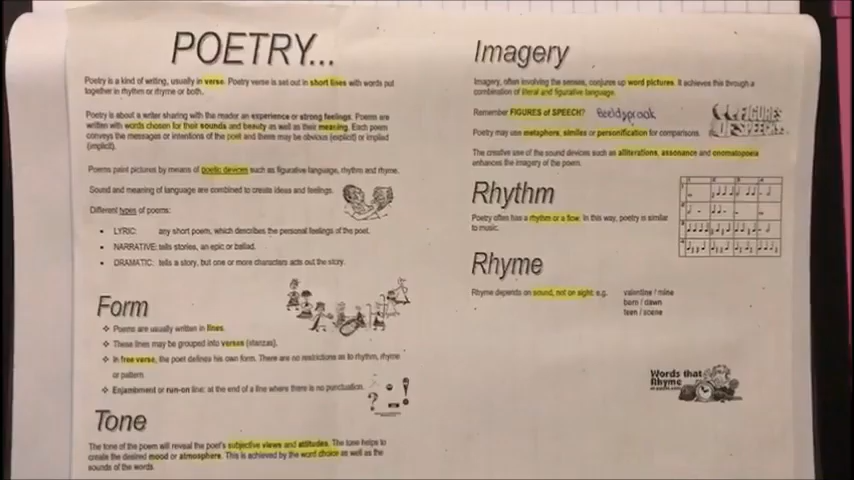 POETRY...
Poetry is a kind of writing, usually in verse. Poetry verse is set out in short lines with words put
together in rhythm or rhyme or both.
Poetry is about a writer sharing with the reader an experience or strong feelings. Poems are
written with words chosen for their sounds and beauty as well as their meaning. Each poem
conveys the messages or intentions of the poet and these may be obvious (explicit) or implied
(implicit).
Poems paint pictures by means of poetic devices such as figurative language, rhythm and rhyme.
Sound and meaning of language are combined to create ideas and feelings.
Different types of poems:
• LYRIC: any short poem, which describes the personal feelings of the poet.
• NARRATIVE: tells stories, an epic or ballad.
• DRAMATIC: tells a story, but one or more characters acts out the story.
Form
❖ Poems are usually written in lines.
❖ These lines may be grouped into verses (stanzas).
❖ In free verse, the poet defines his own form. There are no restrictions as to rhythm, rhyme
or pattern.
❖ Enjambment or run-on line: at the end of a line where there is no punctuation.
Tone
The tone of the poem will reveal the poet's subjective views and attitudes. The tone helps to
create the desired mood or atmosphere. This is achieved by the word choice as well as the
sounds of the words.
Imagery
Imagery, often involving the senses, conjures up word pictures. It achieves this through a
combination of literal and figurative language.
Remember FIGURES of SPEECH? Beeldspraak
FIGURES
OF SPEECH
Poetry may use metaphors, similes or personification for comparisons.
The creative use of the sound devices such as alliterations, assonance and onomatopoeia
enhances the imagery of the poem.
Rhythm
Poetry often has a rhythm or a flow. In this way, poetry is similar
to music.
Rhyme
Rhyme depends on sound, not on sight: e.g. valentine / mine
born / dawn
teen / scene
Words that
Rhyme